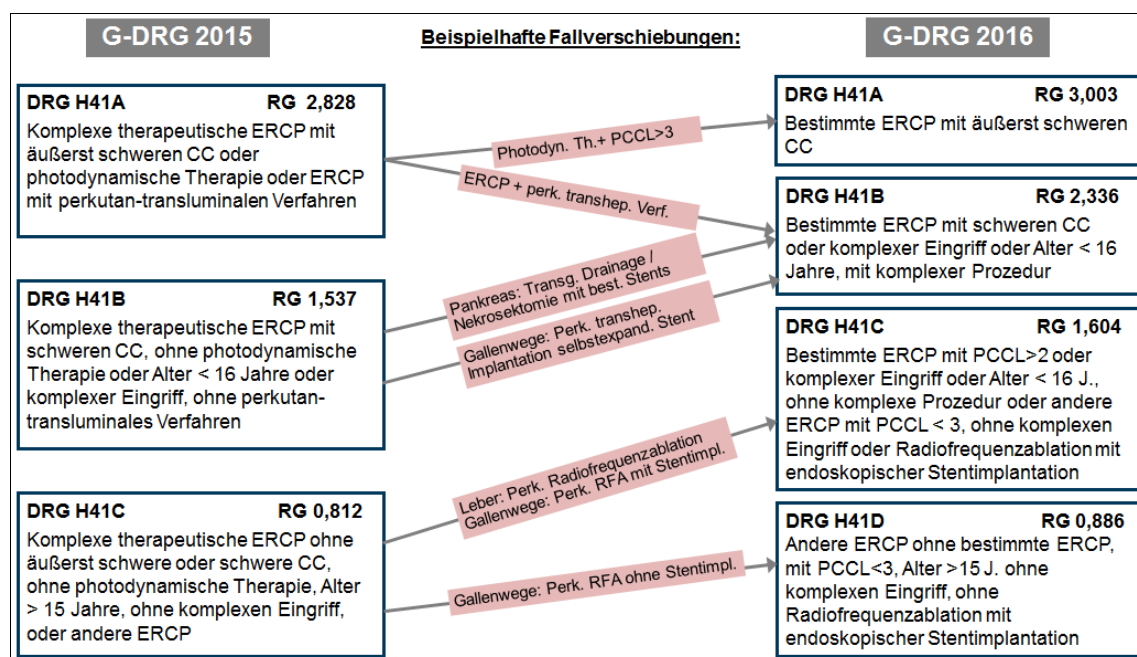 G-DRG 2015
Beispielhafte Fallverschiebungen:
G-DRG 2016
DRG H41A RG 2,828
Komplexe therapeutische ERCP mit
äußerst schweren CC oder
photodynamische Therapie oder ERCP
mit perkutan-transluminalen Verfahren
DRG H41B RG 1,537
Komplexe therapeutische ERCP mit
schweren CC, ohne photodynamische
Therapie oder Alter < 16 Jahre oder
komplexer Eingriff, ohne perkutan-
transluminales Verfahren
DRG H41C RG 0,812
Komplexe therapeutische ERCP ohne
äußerst schwere oder schwere CC,
ohne photodynamische Therapie, Alter
> 15 Jahre, ohne komplexen Eingriff,
oder andere ERCP
Photodyn. Th.+ PCCL>3
ERCP + perk. transhep. Verf.
Pankreas: Transg. Drainage /
Nekrosektomie mit best. Stents
Gallenwege: Perk. transhep.
Implantation selbstexpand. Stent
Leber: Perk. Radiofrequenzablation
Gallenwege: Perk. RFA mit Stentimpl.
Gallenwege: Perk. RFA ohne Stentimpl.
DRG H41A RG 3,003
Bestimmte ERCP mit äußerst schweren
CC
DRG H41B RG 2,336
Bestimmte ERCP mit schweren CC
oder komplexer Eingriff oder Alter < 16
Jahre, mit komplexer Prozedur
DRG H41C RG 1,604
Bestimmte ERCP mit PCCL>2 oder
komplexer Eingriff oder Alter < 16 J.,
ohne komplexe Prozedur oder andere
ERCP mit PCCL < 3, ohne komplexen
Eingriff oder Radiofrequenzablation mit
endoskopischer Stentimplantation
DRG H41D RG 0,886
Andere ERCP ohne bestimmte ERCP,
mit PCCL<3, Alter >15 J. ohne
komplexen Eingriff, ohne
Radiofrequenzablation mit
endoskopischer Stentimplantation